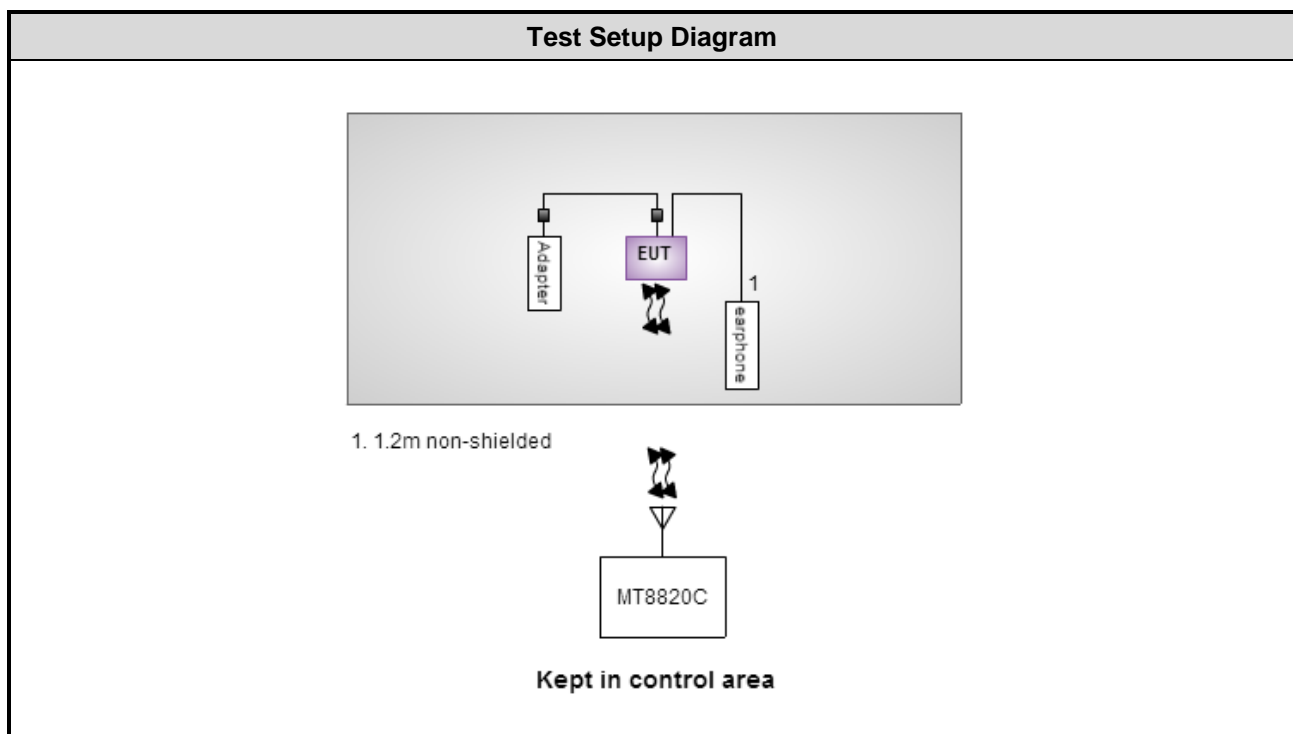 Test Setup Diagram
Adapter
EUT
1
earphone
1. 1.2m non-shielded
MT8820C
Kept in control area